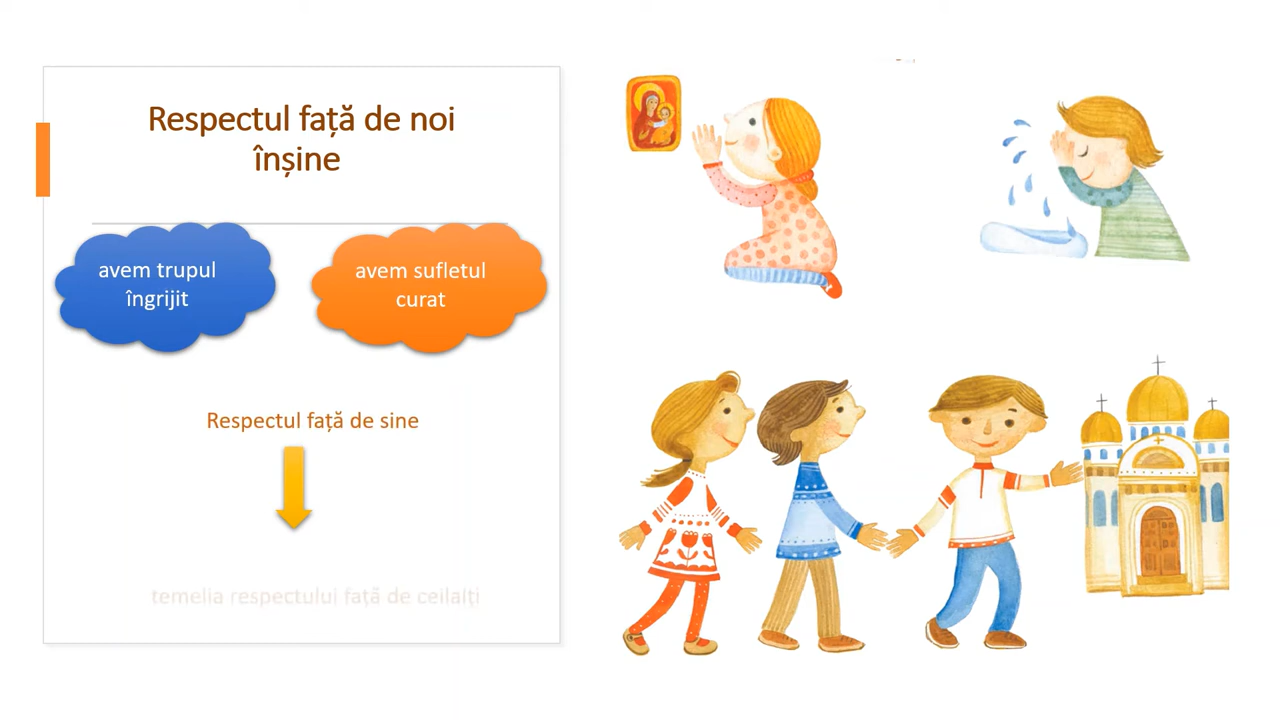 Respectul față de noi
înșine
avem trupul
îngrijit
avem sufletul
curat
Respectul față de sine
temelia respectului față de ceilalți